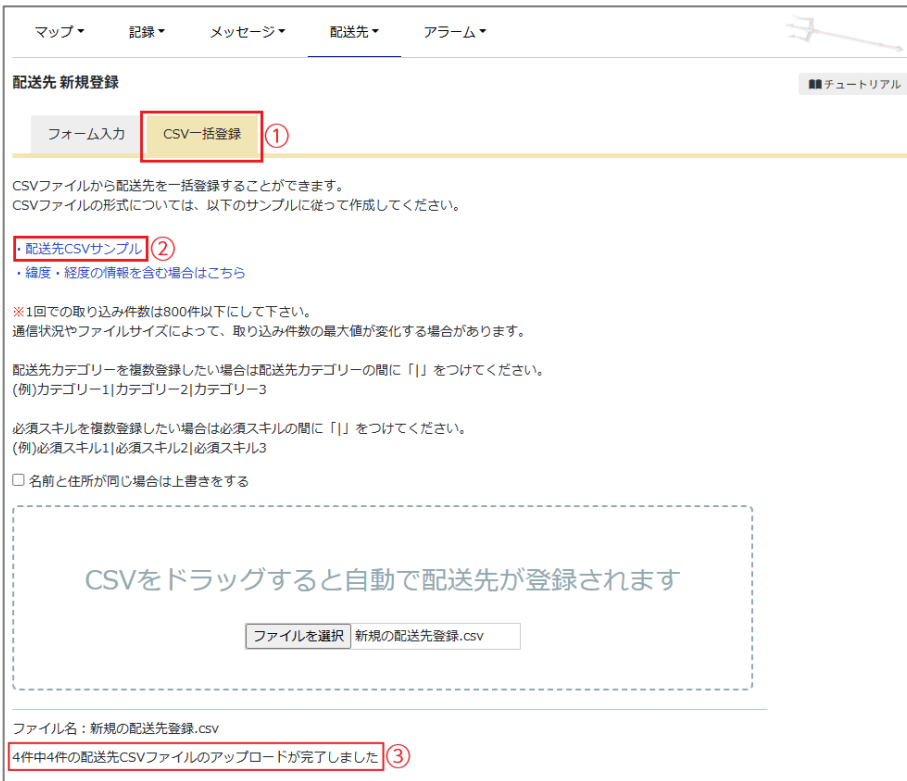 マップ▾ 記録▾ メッセージ▾ 配送先▾ アラーム▾
配送先 新規登録
チュートリアル
フォーム入力 CSV一括登録 ①
CSVファイルから配送先を一括登録することができます。
CSVファイルの形式については、以下のサンプルに従って作成してください。
・配送先CSVサンプル ②
・緯度・経度の情報を含む場合はこちら
※1回での取り込み件数は800件以下にして下さい。
通信状況やファイルサイズによって、取り込み件数の最大値が変化する場合があります。
配送先カテゴリーを複数登録したい場合は配送先カテゴリーの間に「|」をつけてください。
(例)カテゴリー1|カテゴリー2|カテゴリー3
必須スキルを複数登録したい場合は必須スキルの間に「|」をつけてください。
(例)必須スキル1|必須スキル2|必須スキル3
名前と住所が同じ場合は上書きをする
CSVをドラッグすると自動で配送先が登録されます
ファイルを選択 新規の配送先登録.csv
ファイル名：新規の配送先登録.csv
4件中4件の配送先CSVファイルのアップロードが完了しました ③